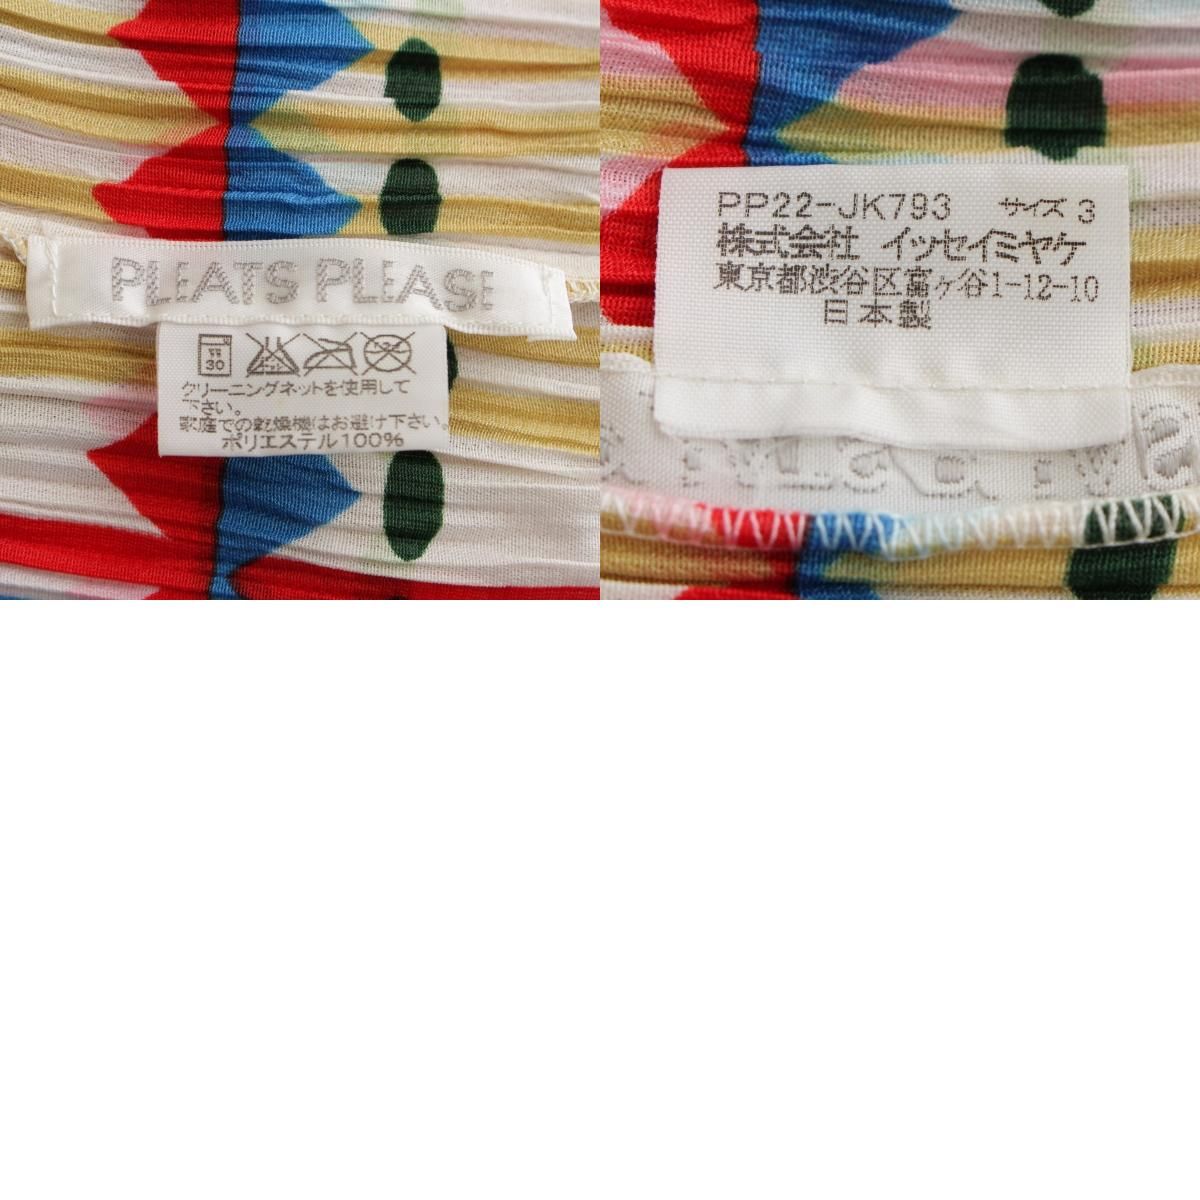 PLEATS PLEASE
30
クリーニングネットを使用して
下さい。
家庭での乾燥機はお避け下さい。
ポリエステル100%
PP22-JK793 サイズ 3
株式会社 イッセイミヤケ
東京都渋谷区富ヶ谷1-12-10
日本製